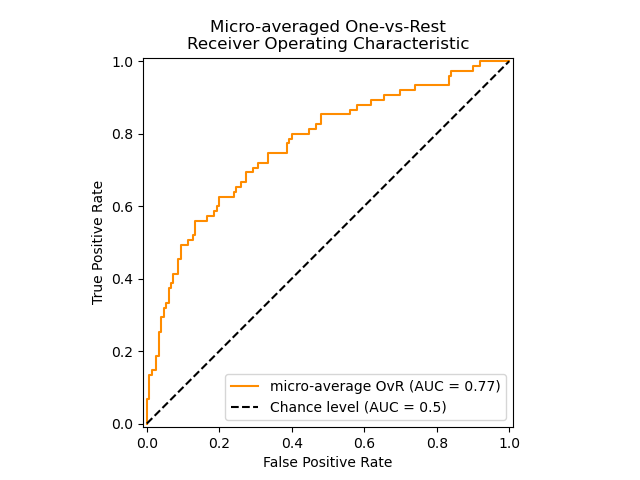 Micro-averaged One-vs-Rest
Receiver Operating Characteristic
1.0
0.8
0.6
0.4
0.2
0.0
True Positive Rate
micro-average OvR (AUC = 0.77)
Chance level (AUC = 0.5)
0.0 0.2 0.4 0.6 0.8 1.0
False Positive Rate